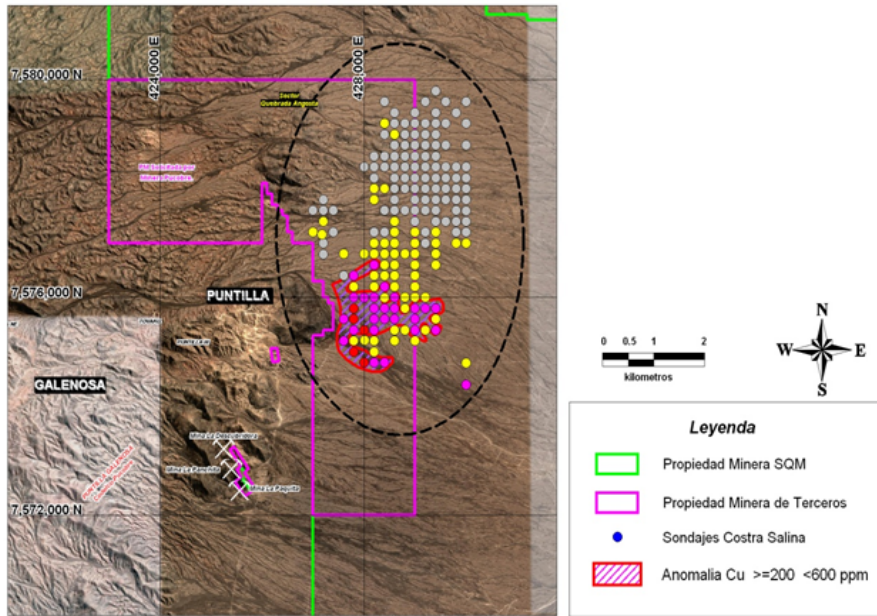 7,580,000 N
424,000 E
428,000 E
Sector
Quebrada Angosta
7,576,000 N
PUNTILLA
GALENOSA
Mina La Descubridora
Mina La Panchita
Mina La Paquita
7,572,000 N
0 0.5 1 2
kilometros
N
W E
S
Leyenda
Propiedad Minera SQM
Propiedad Minera de Terceros
Sondajes Costra Salina
Anomalia Cu >=200 <600 ppm